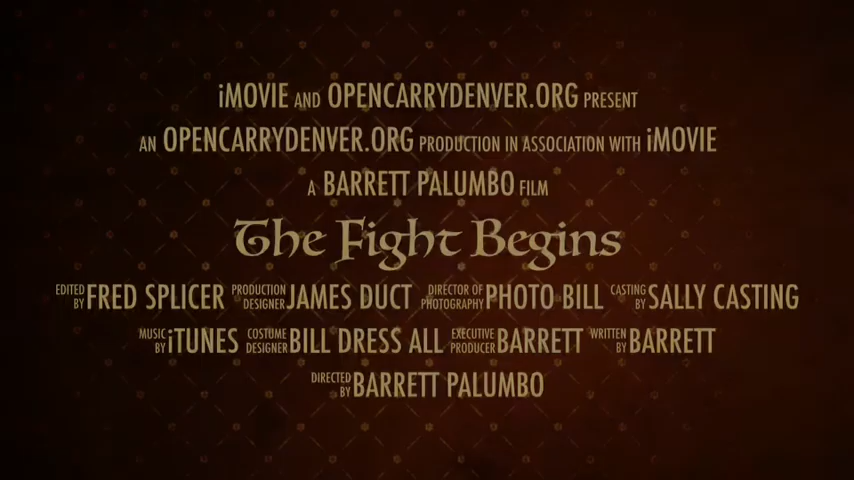 iMOVIE AND OPENCARRYDENVER.ORG PRESENT
AN OPENCARRYDENVER.ORG PRODUCTION IN ASSOCIATION WITH iMOVIE
A BARRETT PALUMBO FILM
The Fight Begins
EDITED BY FRED SPLICER PRODUCTION DESIGNER JAMES DUCT DIRECTOR OF PHOTOGRAPHY PHOTO BILL CASTING BY SALLY CASTING
MUSIC BY iTUNES COSTUME DESIGNER BILL DRESS ALL EXECUTIVE PRODUCER BARRETT WRITTEN BY BARRETT
DIRECTED BY BARRETT PALUMBO